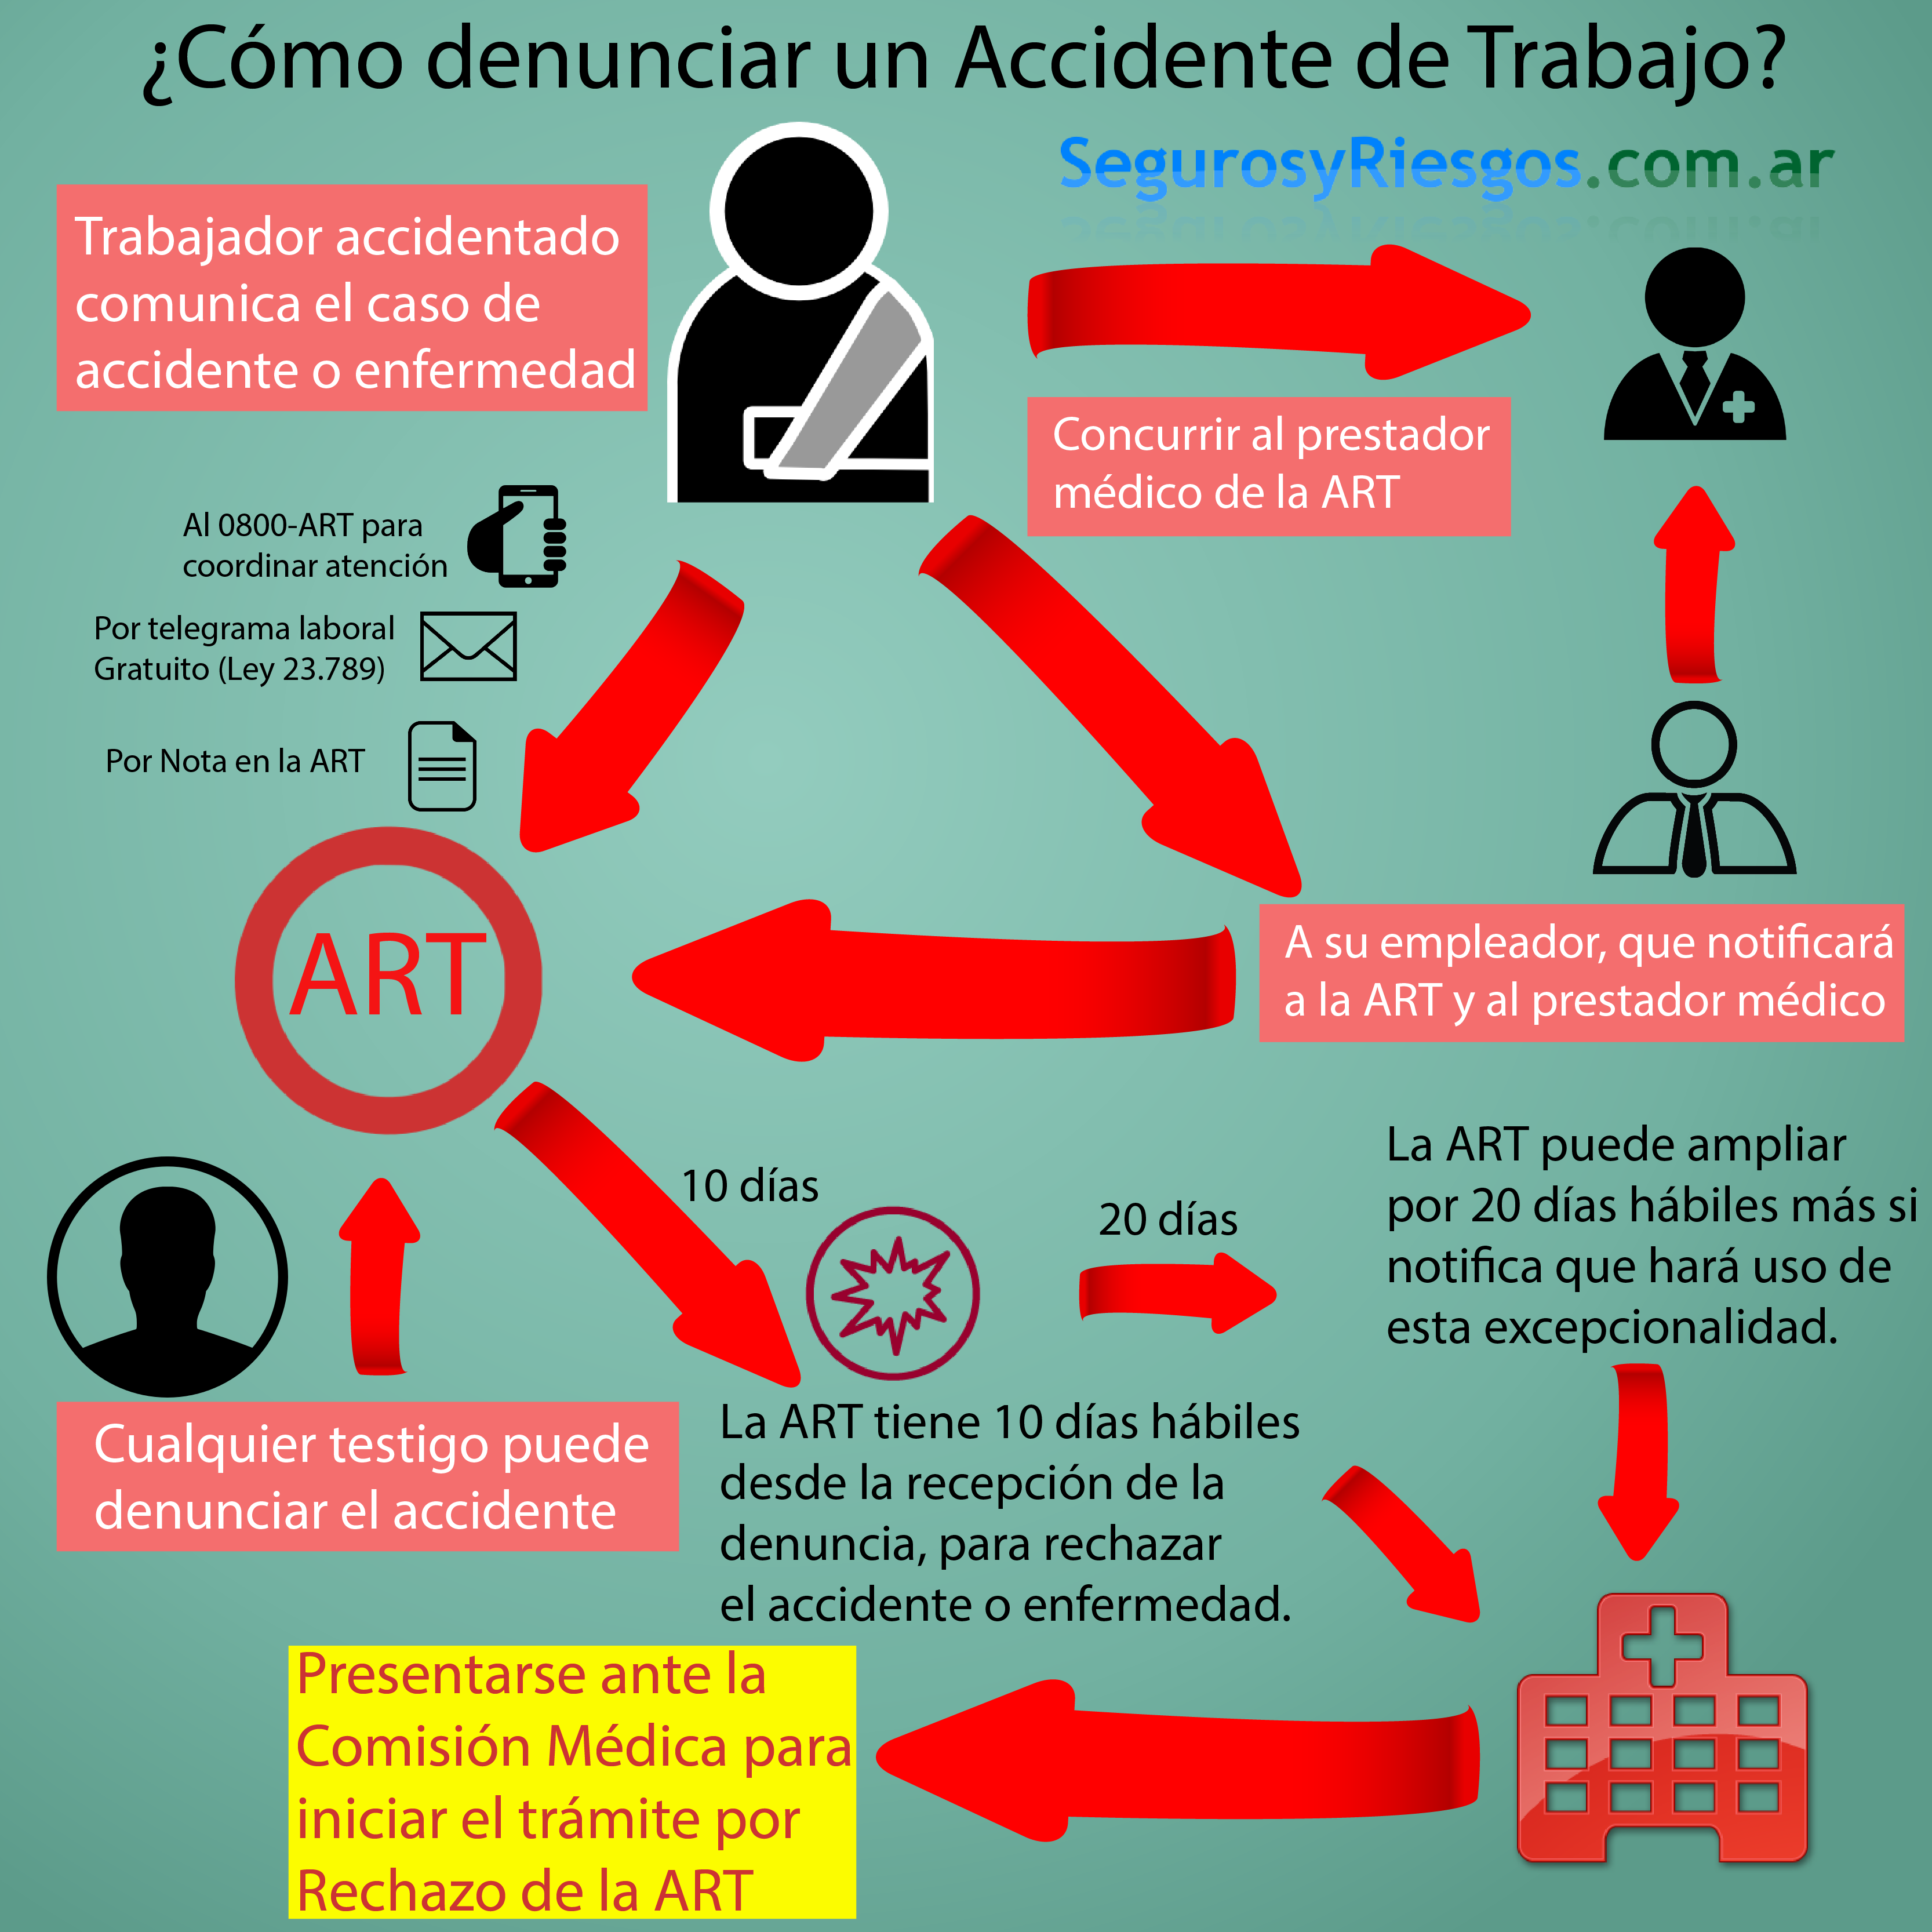 ¿Cómo denunciar un Accidente de Trabajo?
SegurosyRiesgos.com.ar
Trabajador accidentado
comunica el caso de
accidente o enfermedad
Concurrir al prestador
médico de la ART
Al 0800-ART para
coordinar atención
Por telegrama laboral
Gratuito (Ley 23.789)
Por Nota en la ART
ART
A su empleador, que notificará
a la ART y al prestador médico
10 días
20 días
La ART puede ampliar
por 20 días hábiles más si
notifica que hará uso de
esta excepcionalidad.
Cualquier testigo puede
denunciar el accidente
La ART tiene 10 días hábiles
desde la recepción de la
denuncia, para rechazar
el accidente o enfermedad.
Presentarse ante la
Comisión Médica para
iniciar el trámite por
Rechazo de la ART